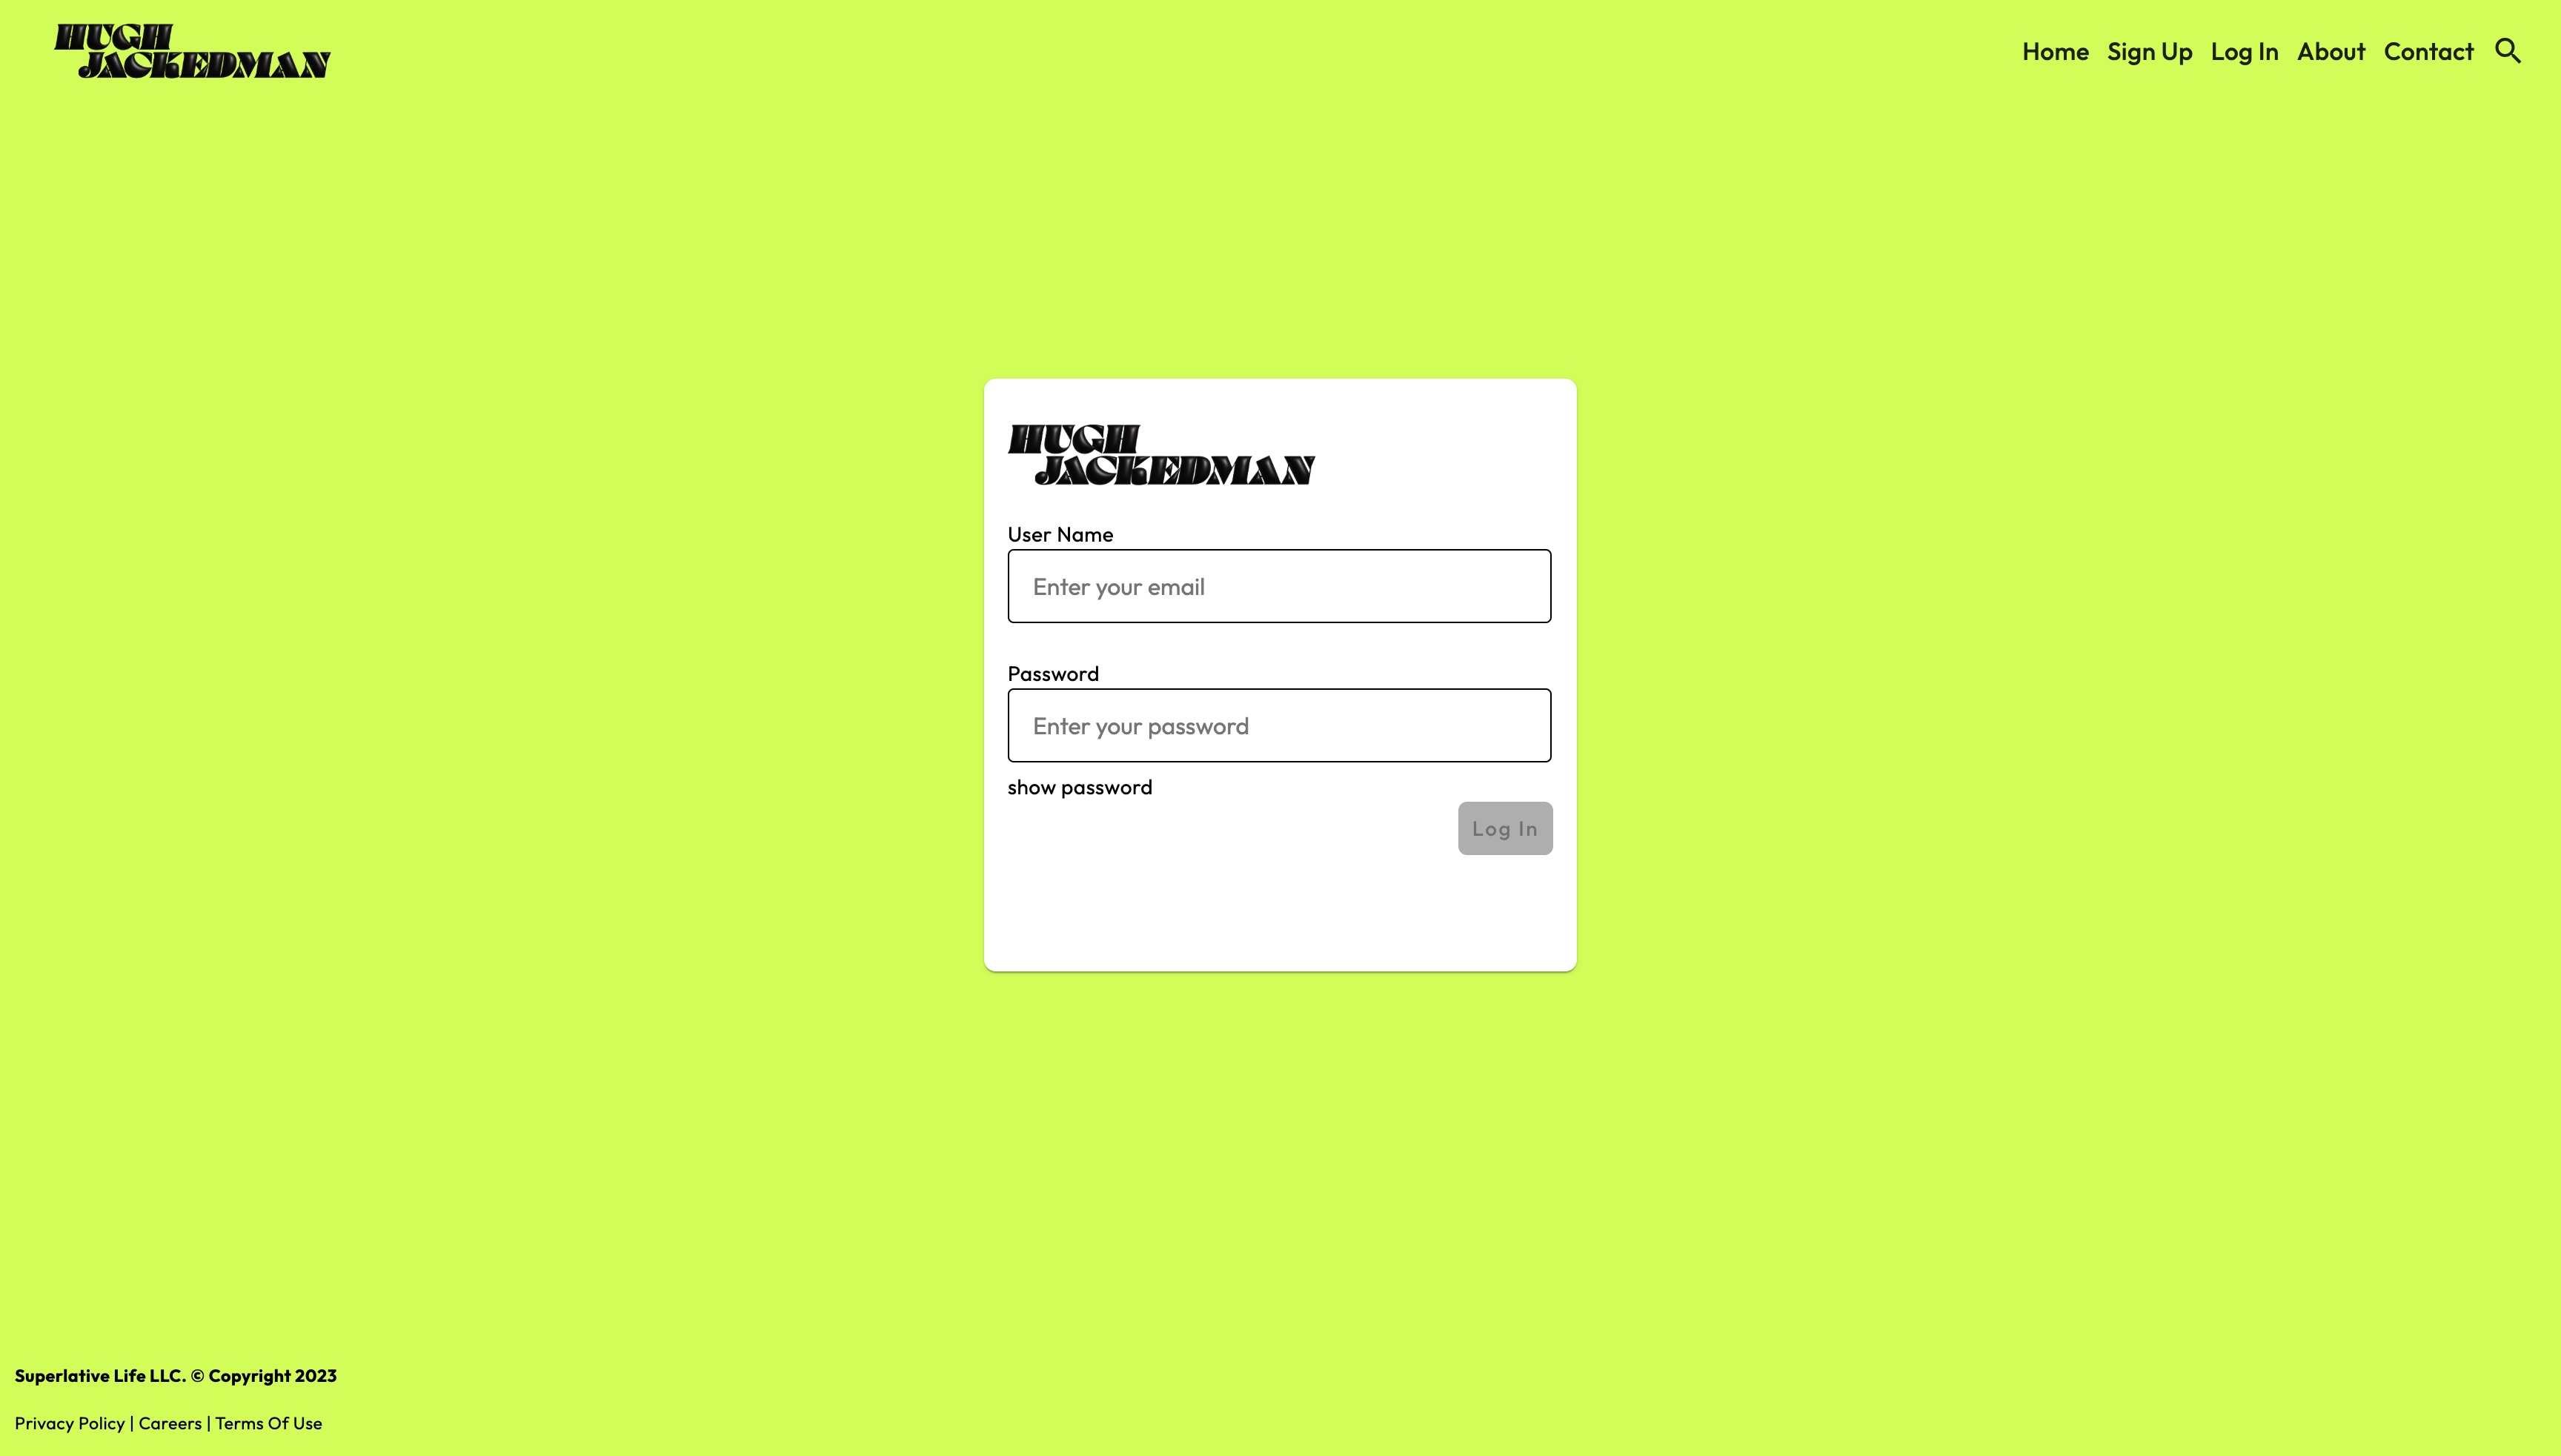 HUGH
JACKEDMAN
Home Sign Up Log In About Contact
HUGH
JACKEDMAN
User Name
Enter your email
Password
Enter your password
show password
Log In
Superlative Life LLC. © Copyright 2023
Privacy Policy | Careers | Terms Of Use